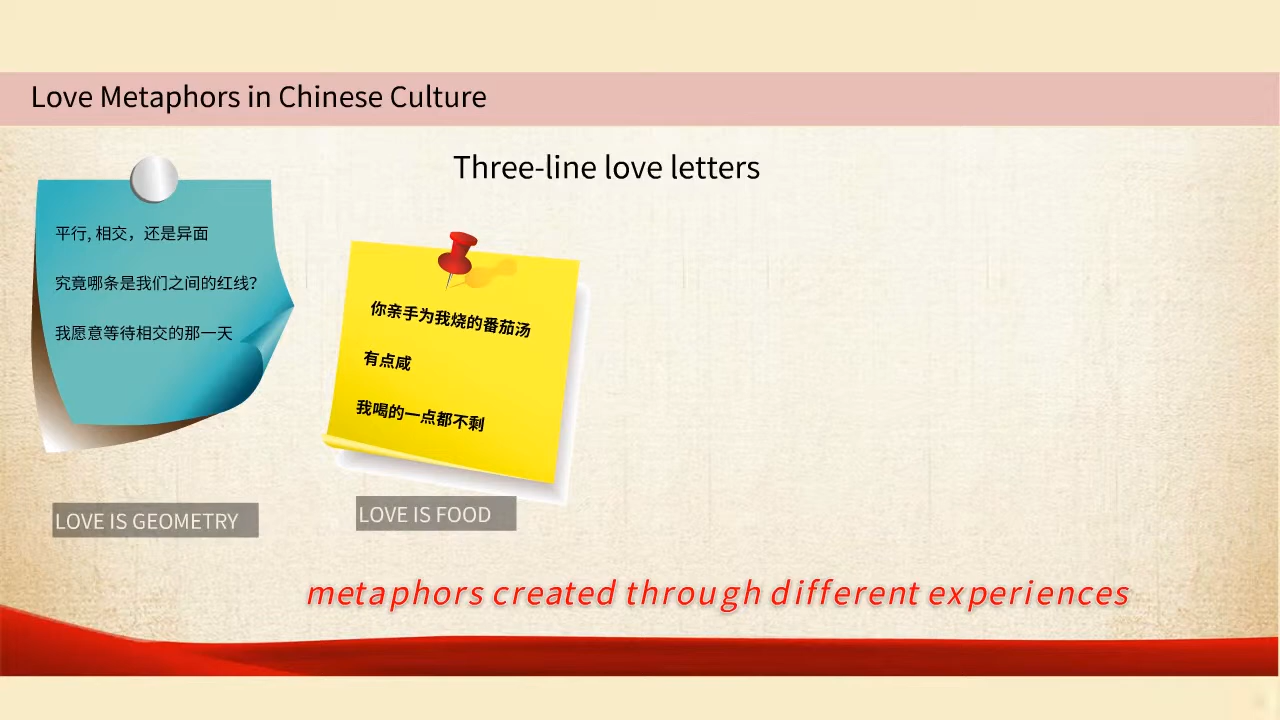 Love Metaphors in Chinese Culture
Three-line love letters
平行, 相交，还是异面
究竟哪条是我们之间的红线?
我愿意等待相交的那一天
你亲手为我烧的番茄汤
有点咸
我喝的一点都不剩
LOVE IS GEOMETRY
LOVE IS FOOD
metaphors created through different experiences